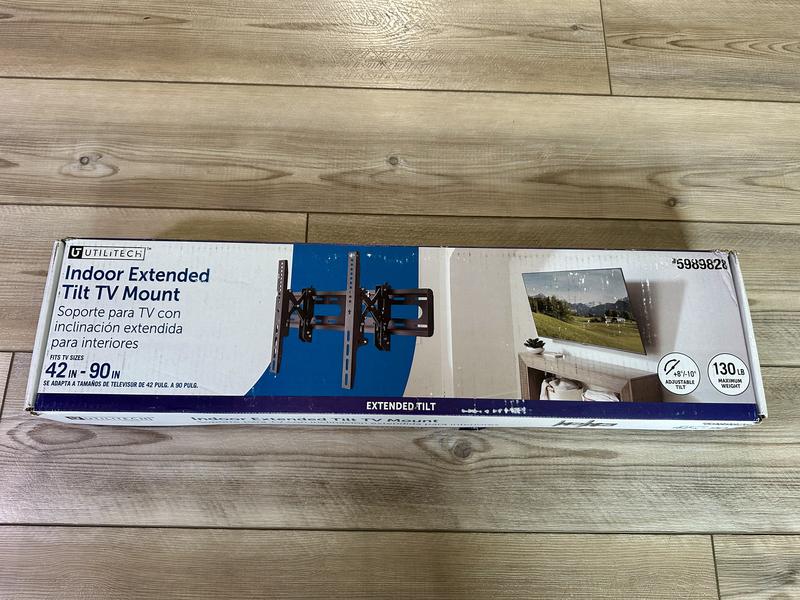 UTILITECH™
Indoor Extended
Tilt TV Mount
Soporte para TV con
inclinación extendida
para interiores
FITS TV SIZES
42 IN - 90 IN
SE ADAPTA A TAMAÑOS DE TELEVISOR DE 42 PULG. A 90 PULG.
EXTENDED TILT
+8°/-10°
ADJUSTABLE
TILT
130 LB
MAXIMUM
WEIGHT
UTILITECH
Indoor Extended Tilt TV Mount